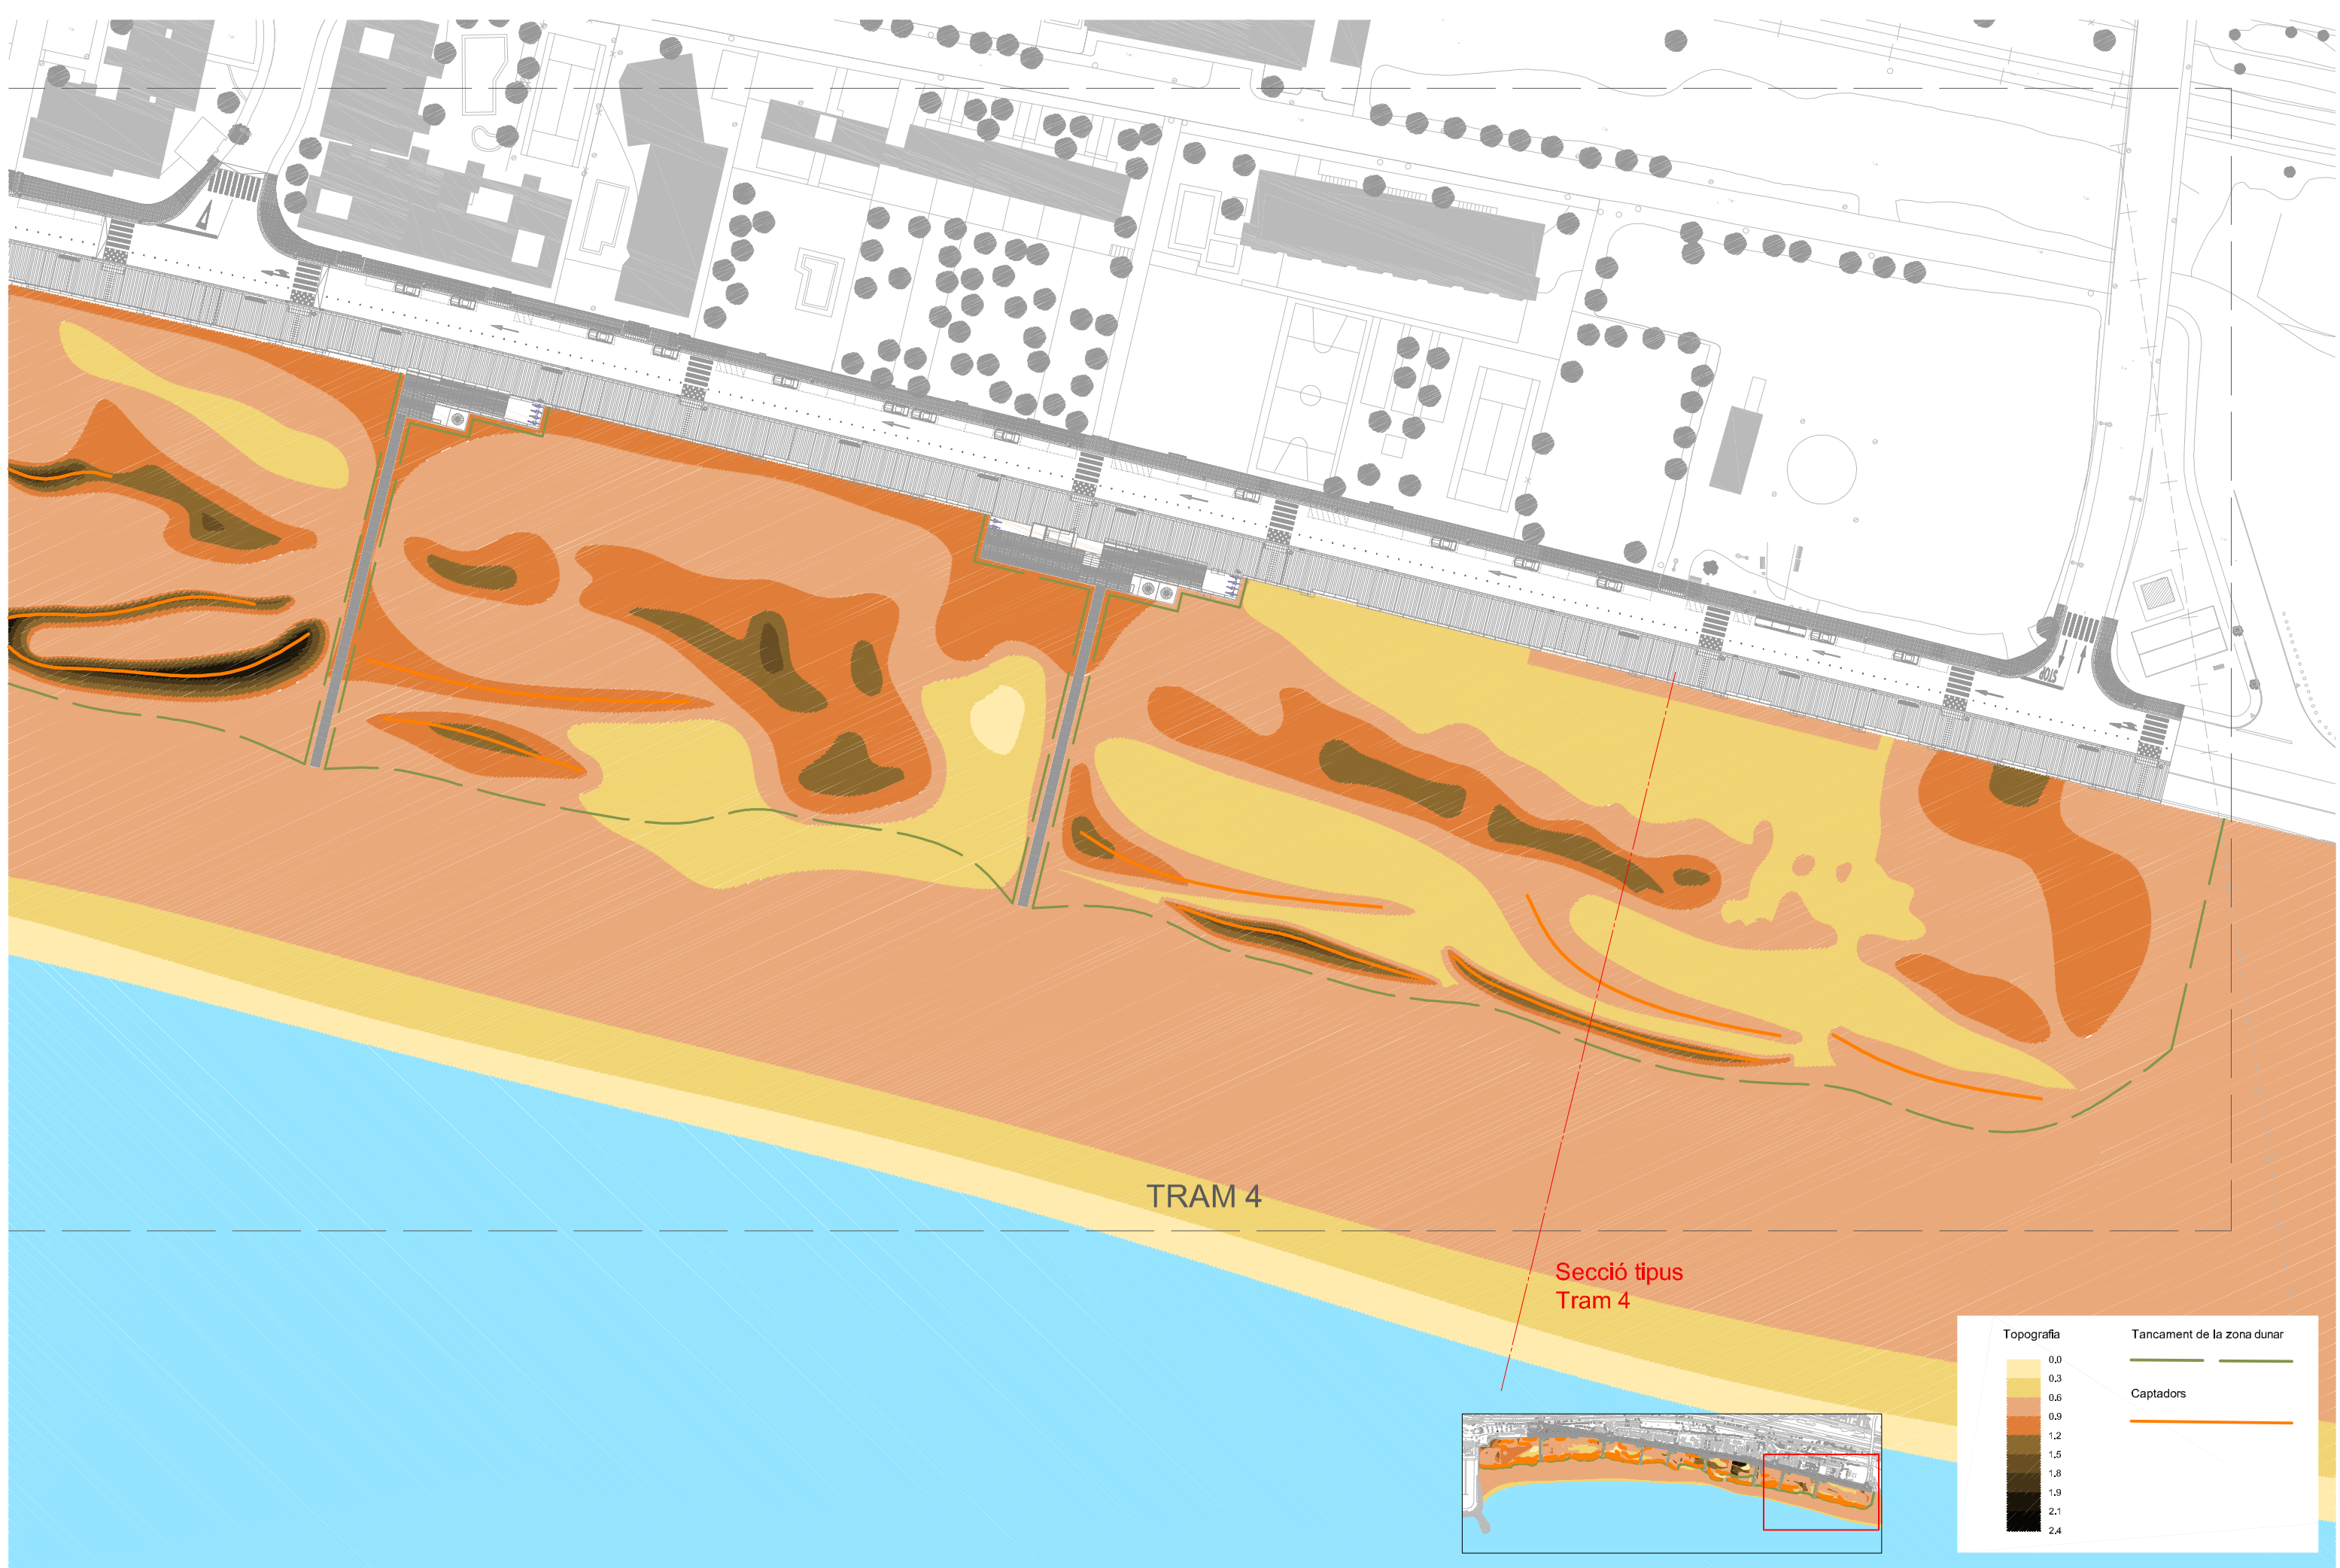 STOP
TRAM 4
Secció tipus
Tram 4
Topografia
0.0
0.3
0.6
0.9
1.2
1.5
1.8
1.9
2.1
2.4
Tancament de la zona dunar
Captadors